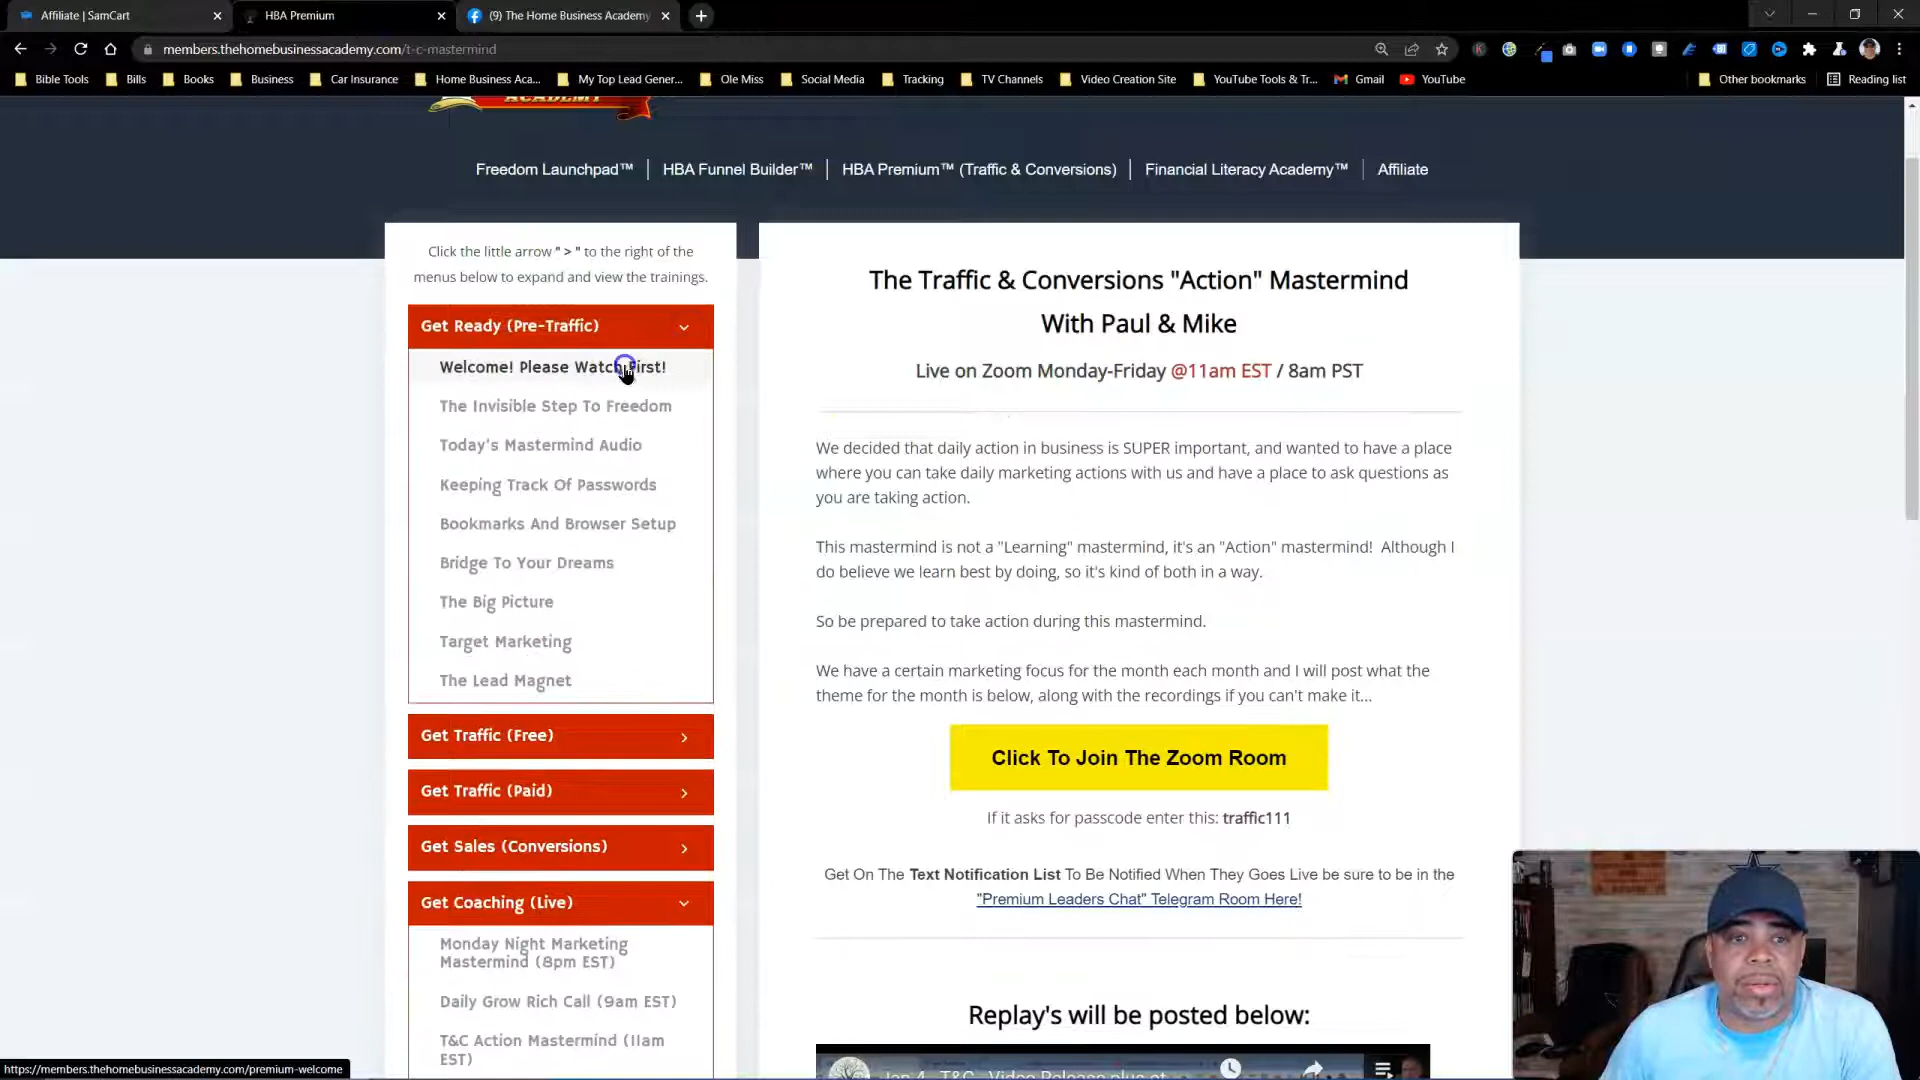 Affiliate | SamCart
HBA Premium
(9) The Home Business Academy
members.thehomebusinessacademy.com/t-c-mastermind
Bible Tools
Bills
Books
Business
Car Insurance
Home Business Aca...
My Top Lead Gener...
Ole Miss
Social Media
Tracking
TV Channels
Video Creation Site
YouTube Tools & Tr...
Gmail
YouTube
Other bookmarks
Reading list
ACADEMY
Freedom Launchpad™
HBA Funnel Builder™
HBA Premium™ (Traffic & Conversions)
Financial Literacy Academy™
Affiliate
Click the little arrow " > " to the right of the
menus below to expand and view the trainings.
Get Ready (Pre-Traffic)
Welcome! Please Watch First!
The Invisible Step To Freedom
Today's Mastermind Audio
Keeping Track Of Passwords
Bookmarks And Browser Setup
Bridge To Your Dreams
The Big Picture
Target Marketing
The Lead Magnet
Get Traffic (Free)
Get Traffic (Paid)
Get Sales (Conversions)
Get Coaching (Live)
Monday Night Marketing
Mastermind (8pm EST)
Daily Grow Rich Call (9am EST)
T&C Action Mastermind (11am
EST)
The Traffic & Conversions "Action" Mastermind
With Paul & Mike
Live on Zoom Monday-Friday @11am EST / 8am PST
We decided that daily action in business is SUPER important, and wanted to have a place
where you can take daily marketing actions with us and have a place to ask questions as
you are taking action.
This mastermind is not a "Learning" mastermind, it's an "Action" mastermind! Although I
do believe we learn best by doing, so it's kind of both in a way.
So be prepared to take action during this mastermind.
We have a certain marketing focus for the month each month and I will post what the
theme for the month is below, along with the recordings if you can't make it...
Click To Join The Zoom Room
If it asks for passcode enter this: traffic111
Get On The Text Notification List To Be Notified When They Goes Live be sure to be in the
"Premium Leaders Chat" Telegram Room Here!
Replay's will be posted below:
Jan 4 - T&C - Video Release plus
https://members.thehomebusinessacademy.com/premium-welcome